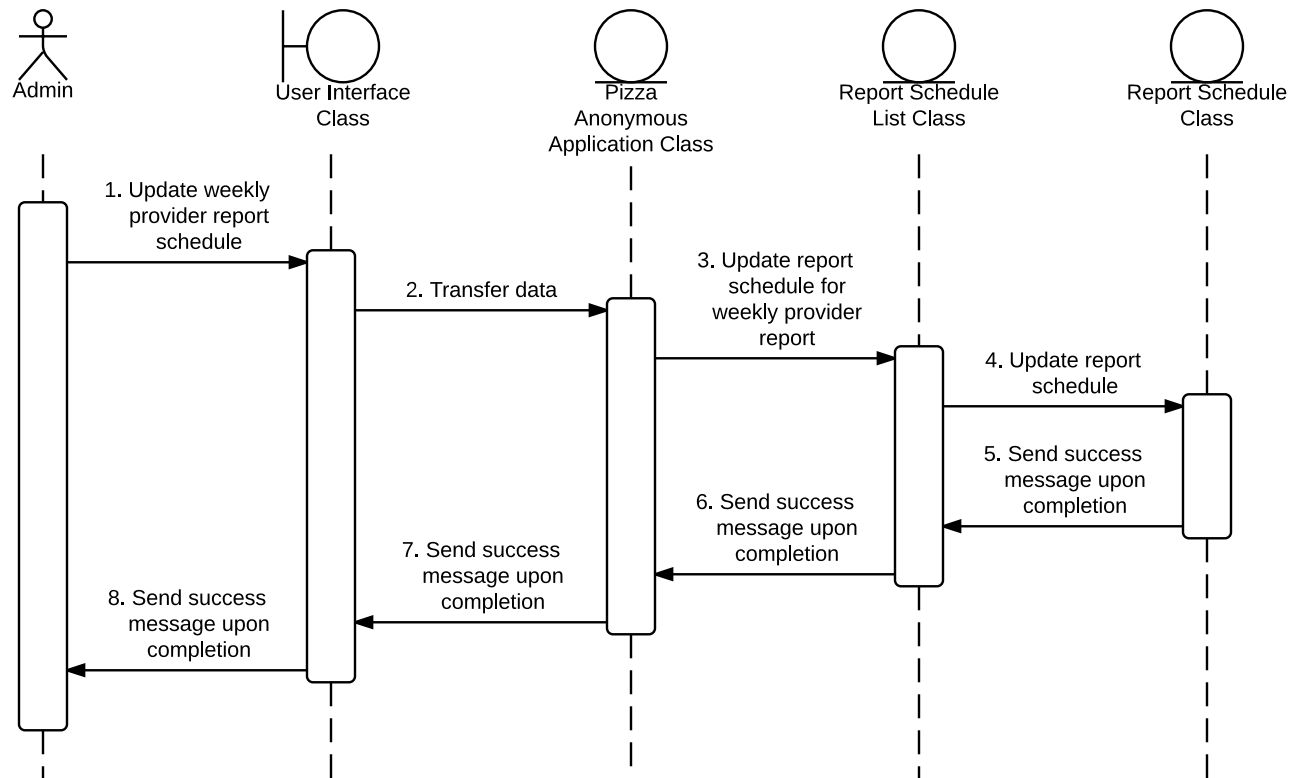 Admin
User Interface
Class
Pizza
Anonymous
Application Class
Report Schedule
List Class
Report Schedule
Class
1. Update weekly
provider report
schedule
2. Transfer data
3. Update report
schedule for
weekly provider
report
4. Update report
schedule
5. Send success
message upon
completion
6. Send success
message upon
completion
7. Send success
message upon
completion
8. Send success
message upon
completion